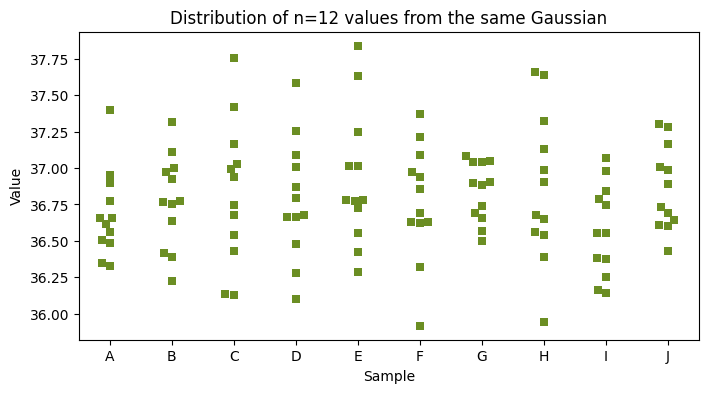 Distribution of n=12 values from the same Gaussian
37.75
37.50
37.25
37.00
36.75
36.50
36.25
36.00
Value
A B C D E F G H I J
Sample